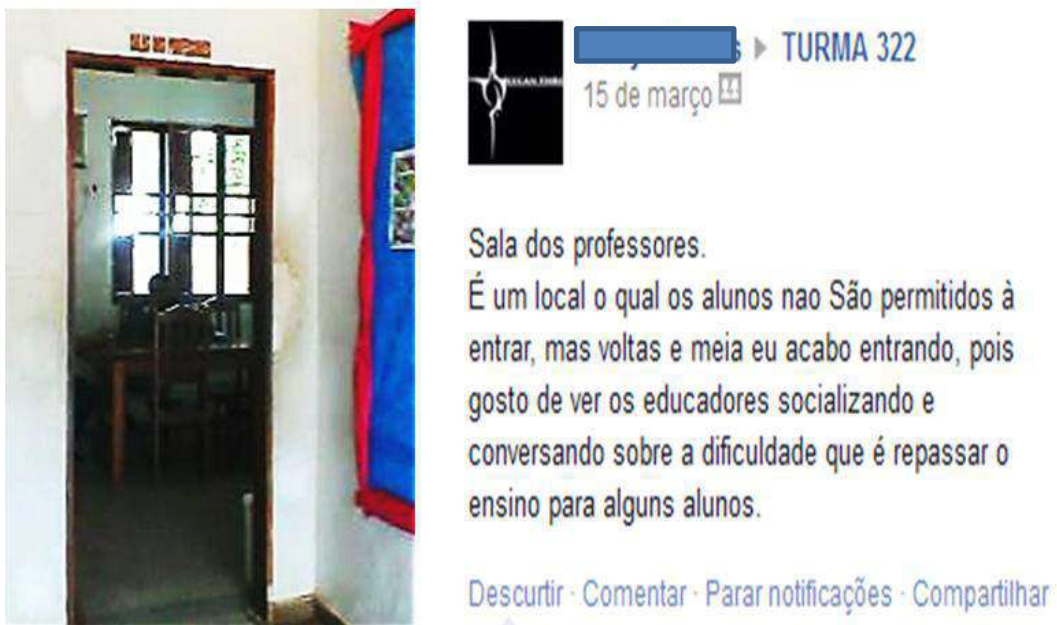 TURMA 322
15 de março
Sala dos professores.
É um local o qual os alunos nao São permitidos à
entrar, mas voltas e meia eu acabo entrando, pois
gosto de ver os educadores socializando e
conversando sobre a dificuldade que é repassar o
ensino para alguns alunos.
Descurtir · Comentar · Parar notificações · Compartilhar